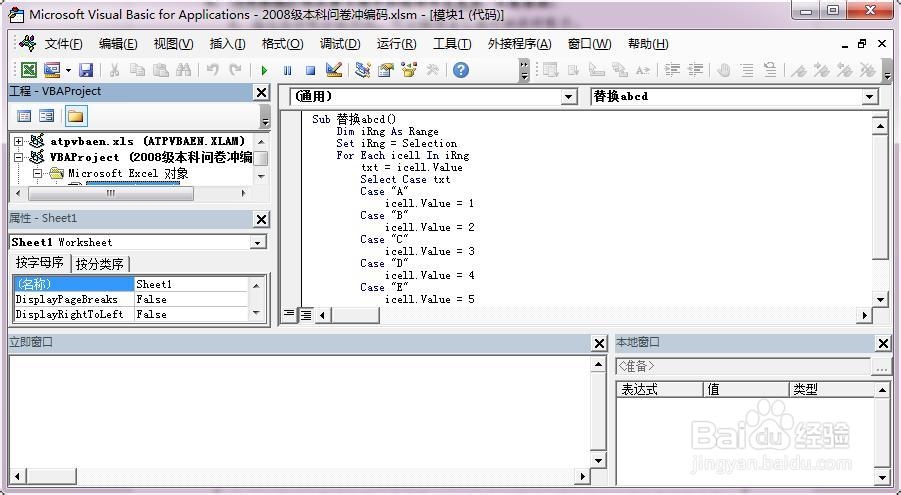 Microsoft Visual Basic for Applications - 2008级本科问卷冲编码.xlsm - [模块1 (代码)]
文件(F) 编辑(E) 视图(V) 插入(I) 格式(O) 调试(D) 运行(R) 工具(T) 外接程序(A) 窗口(W) 帮助(H)
工程 - VBAProject
atpvbaen.xls (ATPVBAEN.XLAM)
VBAProject (2008级本科问卷冲编
Microsoft Excel 对象
属性 - Sheet1
Sheet1 Worksheet
按字母序 按分类序
(名称) Sheet1
DisplayPageBreaks False
DisplayRightToLeft False
(通用) 替换abcd
Sub 替换abcd()
Dim iRng As Range
Set iRng = Selection
For Each icell In iRng
txt = icell.Value
Select Case txt
Case "A"
icell.Value = 1
Case "B"
icell.Value = 2
Case "C"
icell.Value = 3
Case "D"
icell.Value = 4
Case "E"
icell.Value = 5
立即窗口
本地窗口
<准备>
...
表达式 值 类型
Baidu 经验
jingyan.baidu.com